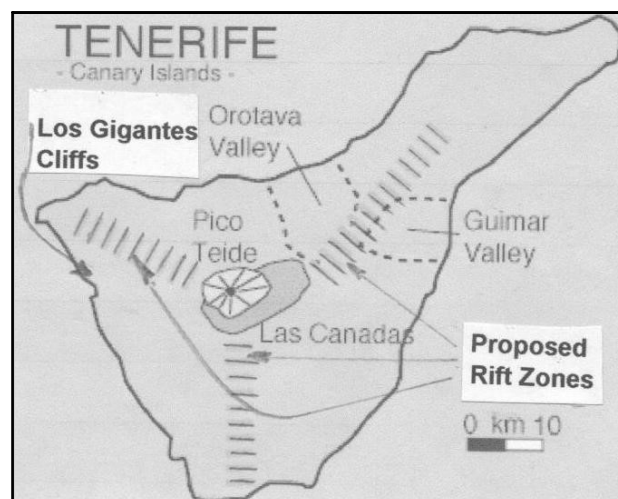 TENERIFE
- Canary Islands -
Los Gigantes
Cliffs
Orotava
Valley
Pico
Teide
Guimar
Valley
Las Canadas
Proposed
Rift Zones
0 km 10